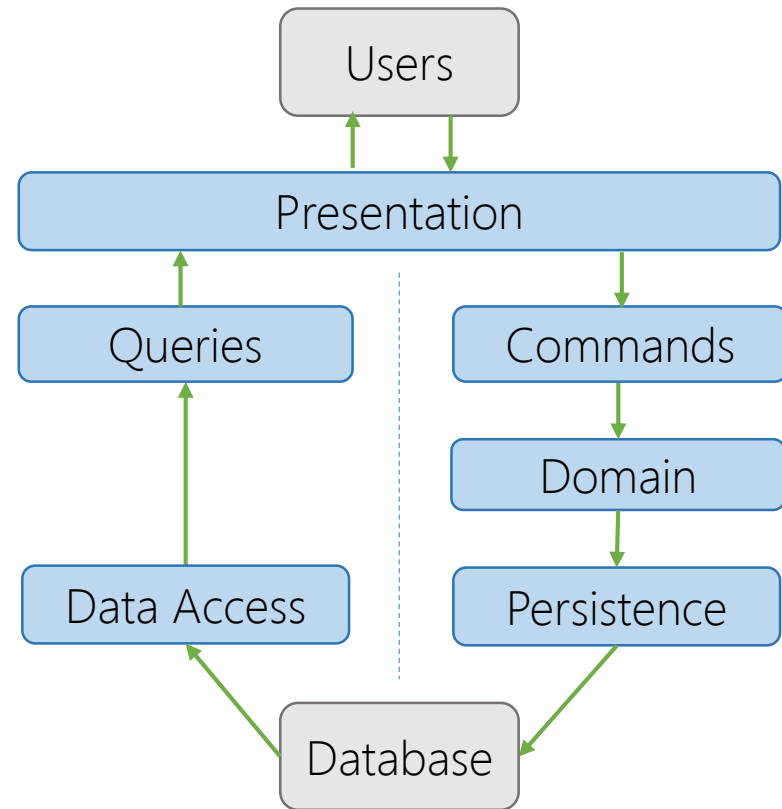 Users
Presentation
Queries
Commands
Domain
Data Access
Persistence
Database